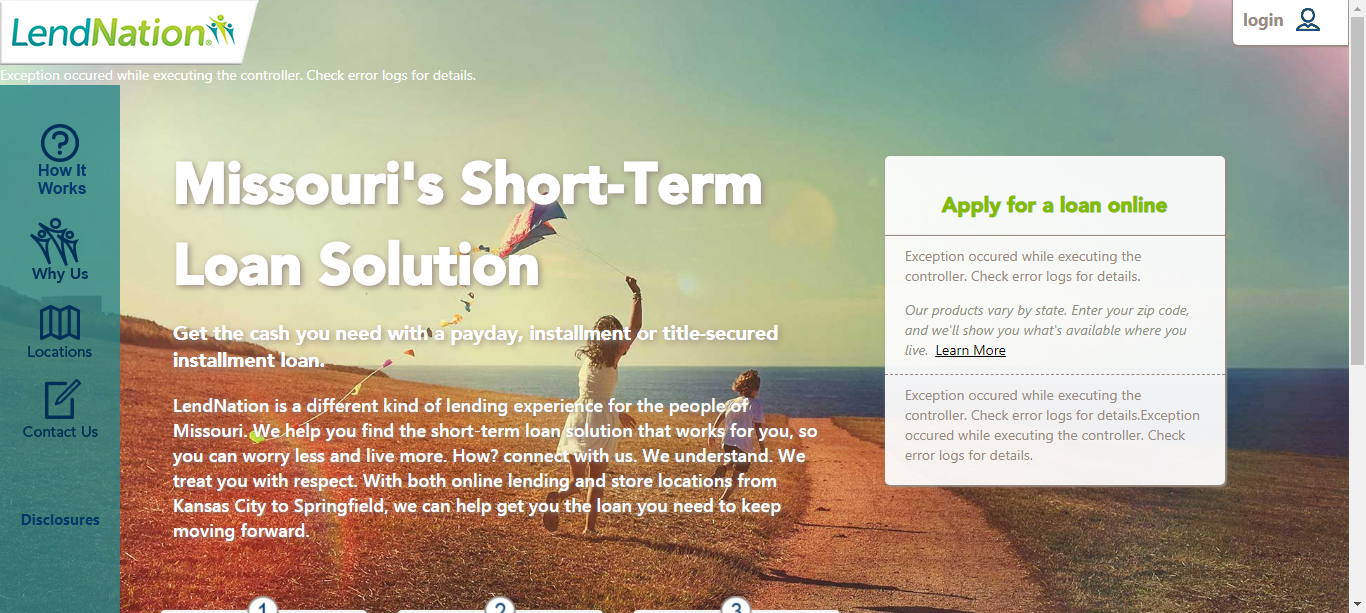 LendNation
login
Exception occured while executing the controller. Check error logs for details.
How It
Works
Why Us
Locations
Contact Us
Disclosures
Missouri's Short-Term
Loan Solution
Get the cash you need with a payday, installment or title-secured
installment loan.
LendNation is a different kind of lending experience for the people of
Missouri. We help you find the short-term loan solution that works for you, so
you can worry less and live more. How? connect with us. We understand. We
treat you with respect. With both online lending and store locations from
Kansas City to Springfield, we can help get you the loan you need to keep
moving forward.
Apply for a loan online
Exception occured while executing the
controller. Check error logs for details.
Our products vary by state. Enter your zip code,
and we'll show you what's available where you
live. Learn More
Exception occured while executing the
controller. Check error logs for details.Exception
occured while executing the controller. Check
error logs for details.
1
2
3